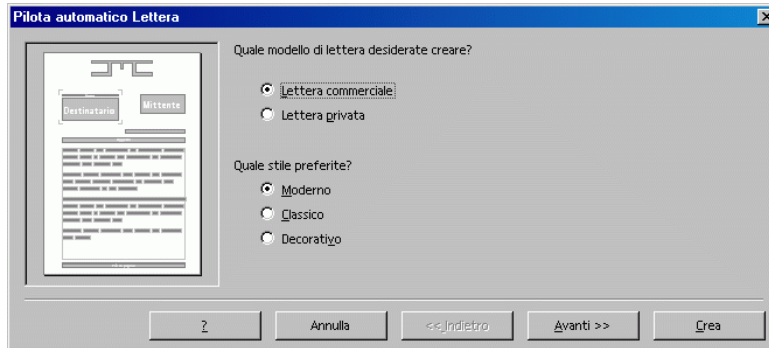 Pilota automatico Lettera
Quale modello di lettera desiderate creare?
Lettera commerciale
Lettera privata
Destinatario
Mittente
Quale stile preferite?
Moderno
Classico
Decorativo
?
Annulla
<< Indietro
Avanti >>
Crea